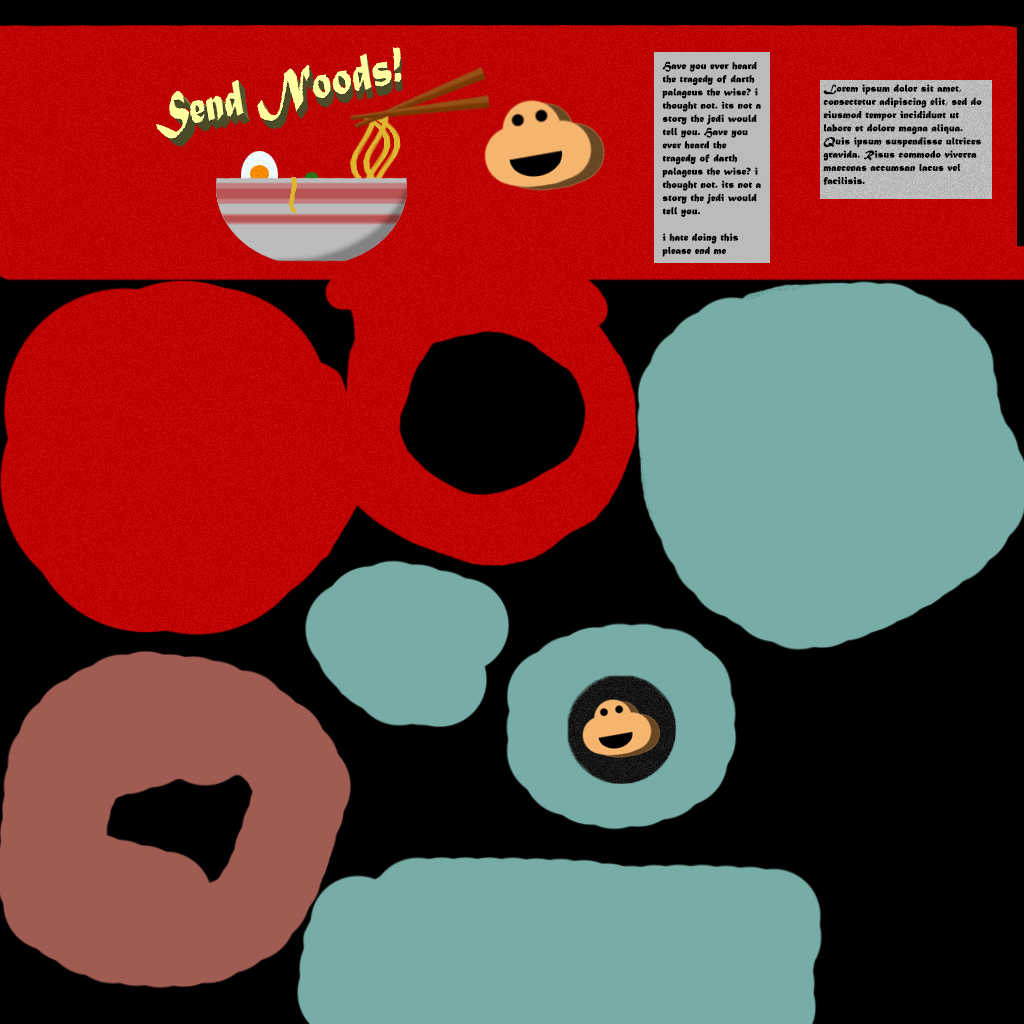 Send Noods!
Have you ever heard
the tragedy of darth
palageus the wise? i
thought not. its not a
story the jedi would
tell you. Have you
ever heard the
tragedy of darth
palageus the wise? i
thought not. its not a
story the jedi would
tell you.
i hate doing this
please end me
Lorem ipsum dolor sit amet,
consectetur adipiscing elit, sed do
eiusmod tempor incididunt ut
labore et dolore magna aliqua.
Quis ipsum suspendisse ultrices
gravida. Risus commodo viverra
maecenas accumsan lacus vel
facilisis.